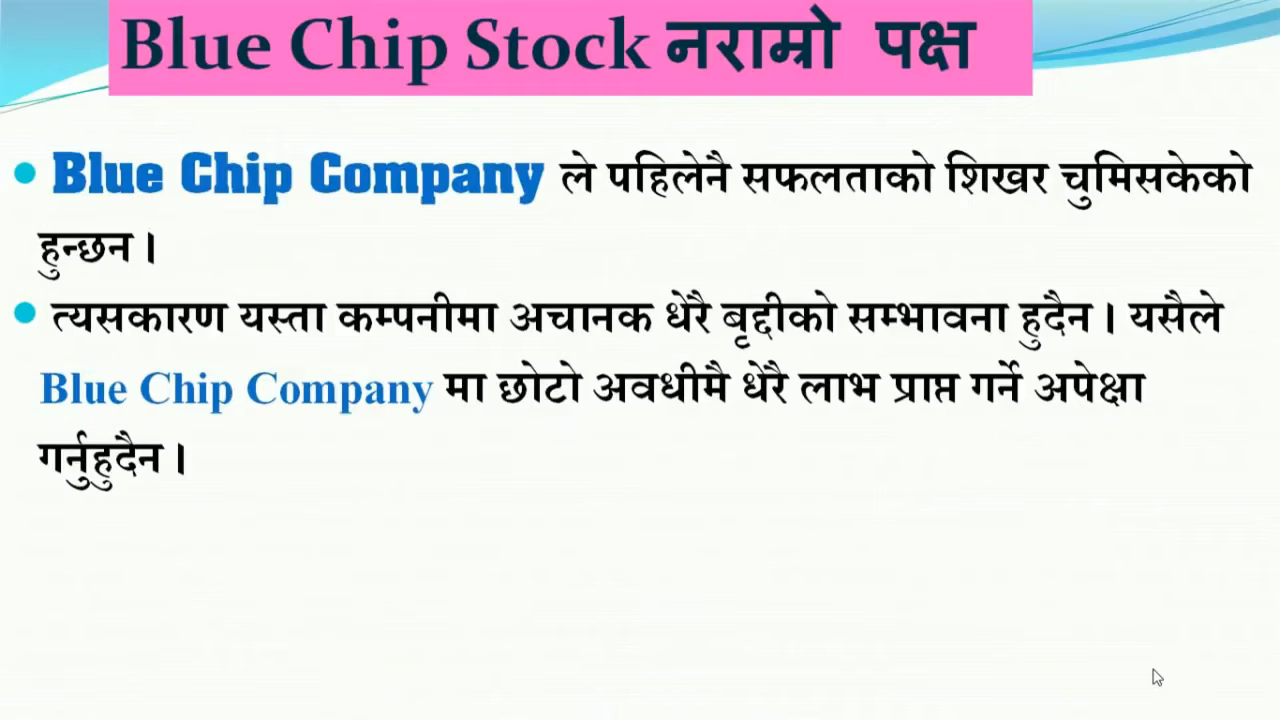 Blue Chip Stock नराम्रो पक्ष
Blue Chip Company ले पहिलेनै सफलताको शिखर चुमिसकेको
हुन्छन ।
त्यसकारण यस्ता कम्पनीमा अचानक धेरै बृद्दीको सम्भावना हुदैन । यसैले
Blue Chip Company मा छोटो अवधीमै धेरै लाभ प्राप्त गर्ने अपेक्षा
गर्नुहुदैन ।